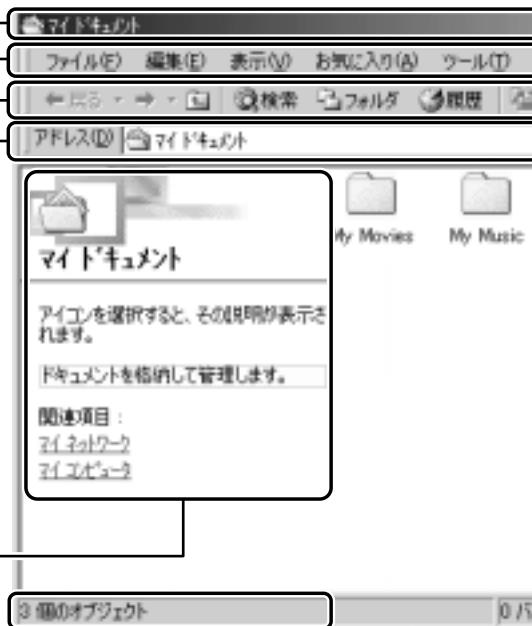 マイ ドキュメント
ファイル(F) 編集(E) 表示(V) お気に入り(A) ツール(T)
戻る 検索 フォルダ 履歴
アドレス(D) マイ ドキュメント
My Movies My Music
マイ ドキュメント
アイコンを選択すると、その説明が表示さ
れます。
ドキュメントを格納して管理します。
関連項目 :
マイ ネットワーク
マイ コンピュータ
3 個のオブジェクト 0 バ